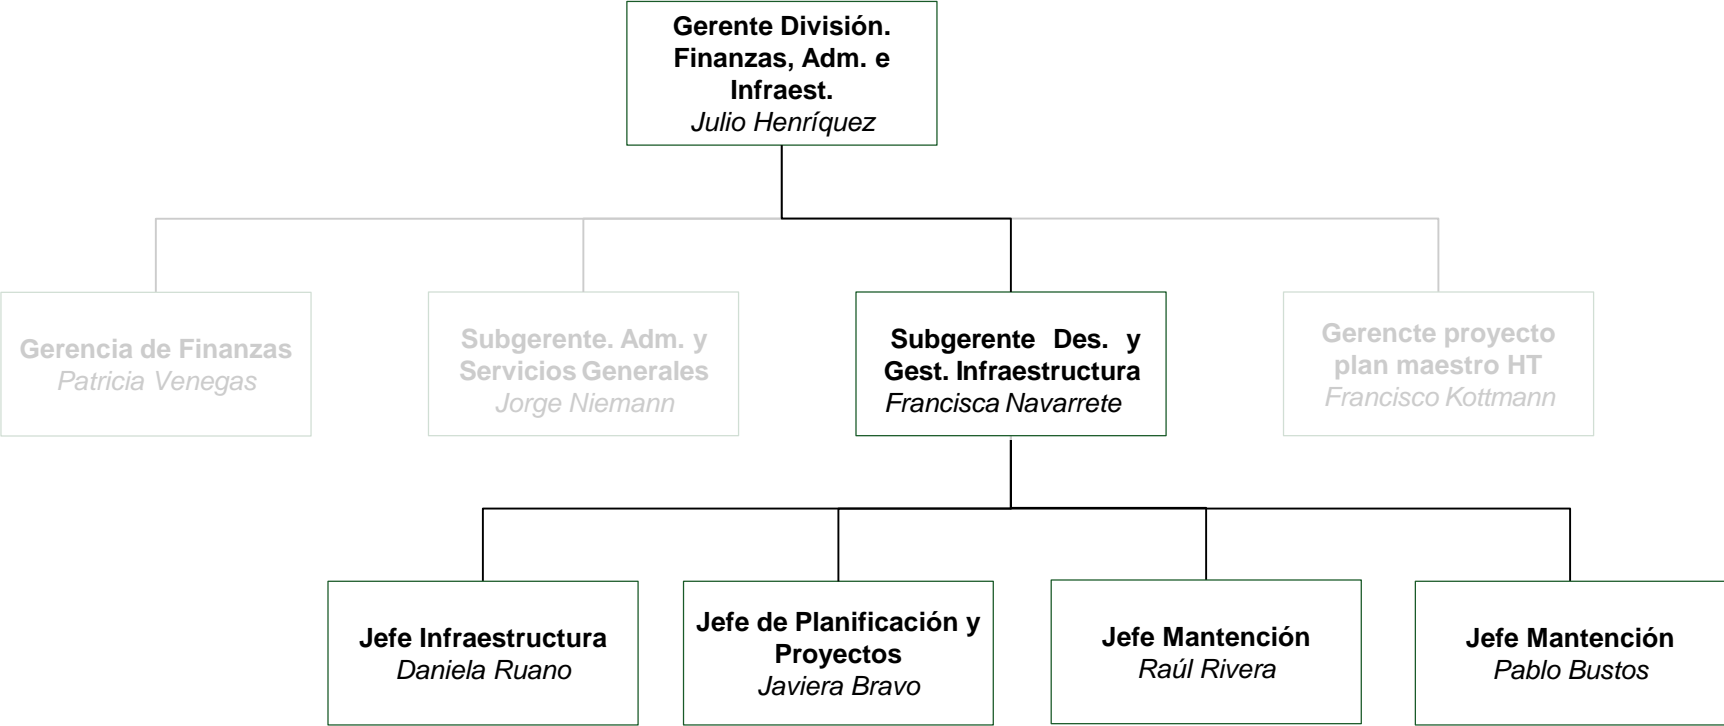 Gerente División.
Finanzas, Adm. e
Infraest.
Julio Henríquez
Gerencia de Finanzas
Patricia Venegas
Subgerente. Adm. y
Servicios Generales
Jorge Niemann
Subgerente Des. y
Gest. Infraestructura
Francisca Navarrete
Gerencte proyecto
plan maestro HT
Francisco Kottmann
Jefe Infraestructura
Daniela Ruano
Jefe de Planificación y
Proyectos
Javiera Bravo
Jefe Mantención
Raúl Rivera
Jefe Mantención
Pablo Bustos